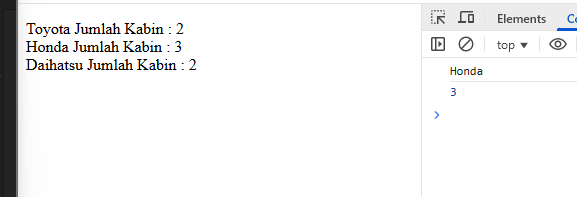 Toyota Jumlah Kabin : 2
Honda Jumlah Kabin : 3
Daihatsu Jumlah Kabin : 2
Elements
top
Honda
3